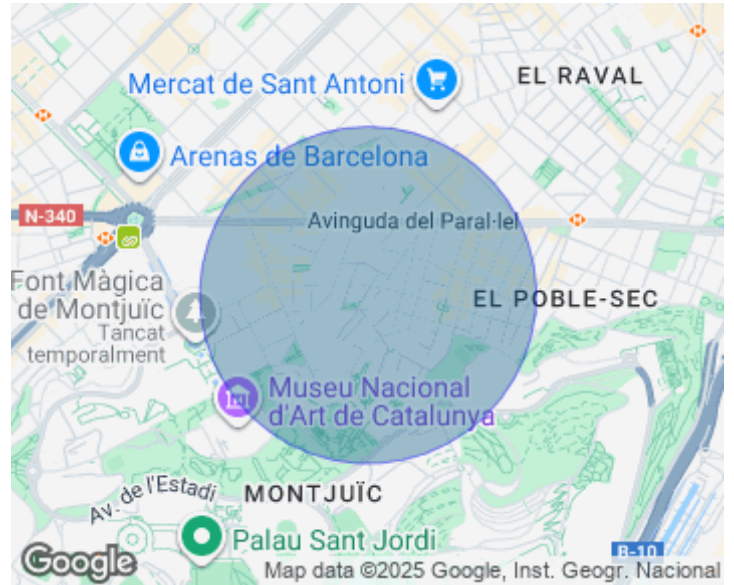 EL RAVAL
Mercat de Sant Antoni
Arenas de Barcelona
N-340
Avinguda del Paral·lel
Font Màgica
de Montjuïc
Tancat
temporalment
EL POBLE-SEC
Museu Nacional
d'Art de Catalunya
Av. de l'Estadi
MONTJUÏC
Palau Sant Jordi
B-10
Google
Map data ©2025 Google, Inst. Geogr. Nacional